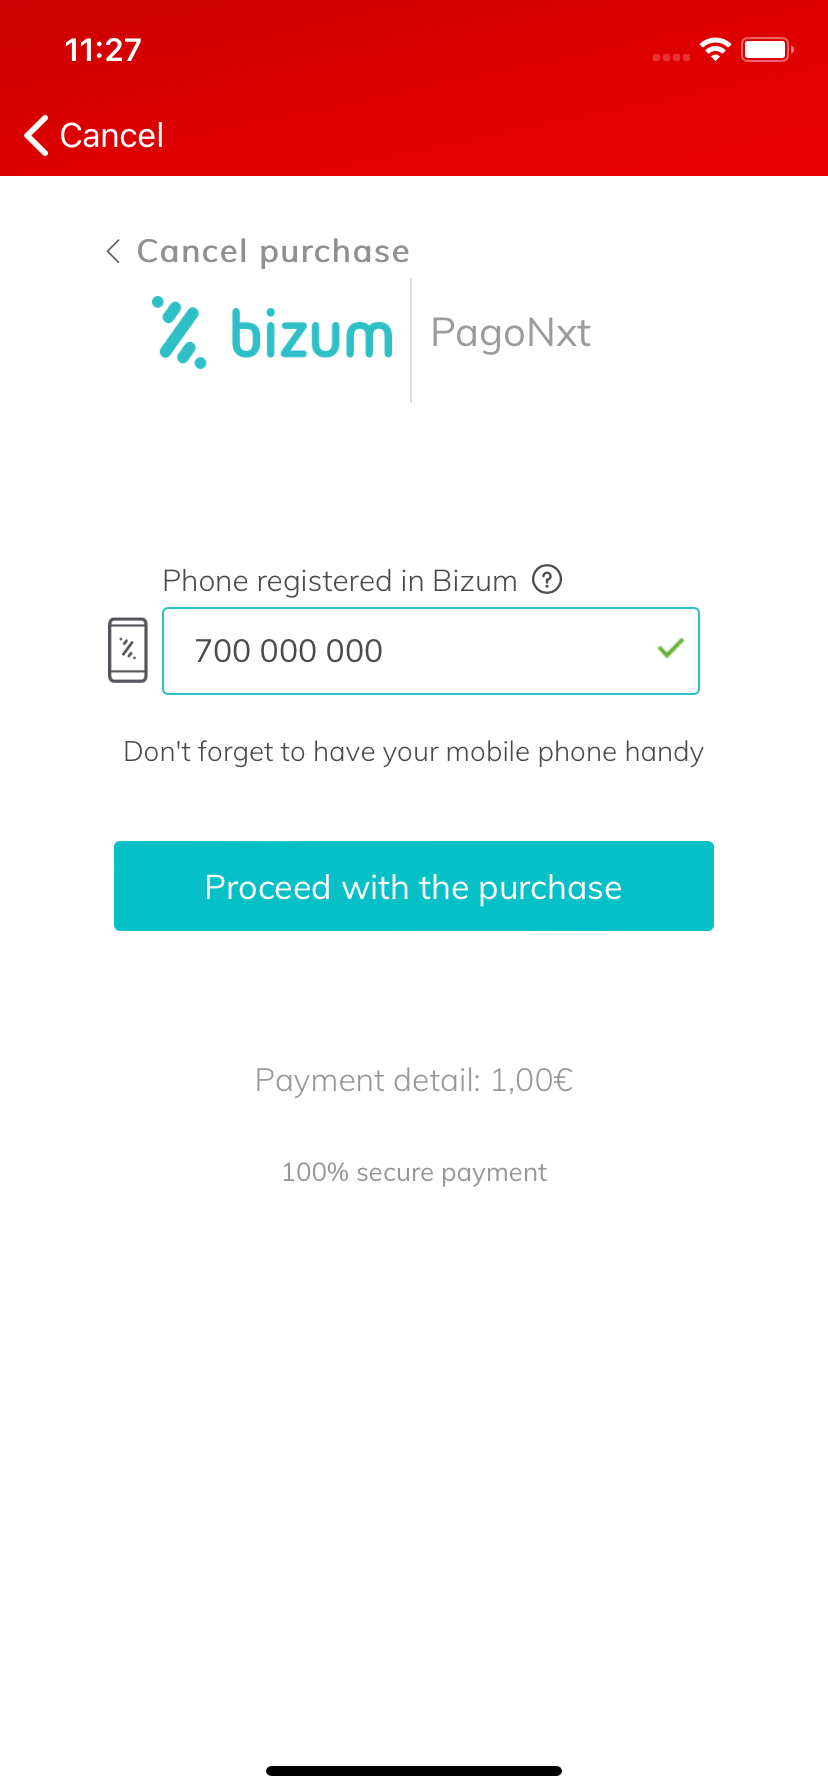 11:27
Cancel
Cancel purchase
bizum
PagoNxt
Phone registered in Bizum ?
700 000 000
Don't forget to have your mobile phone handy
Proceed with the purchase
Payment detail: 1,00€
100% secure payment